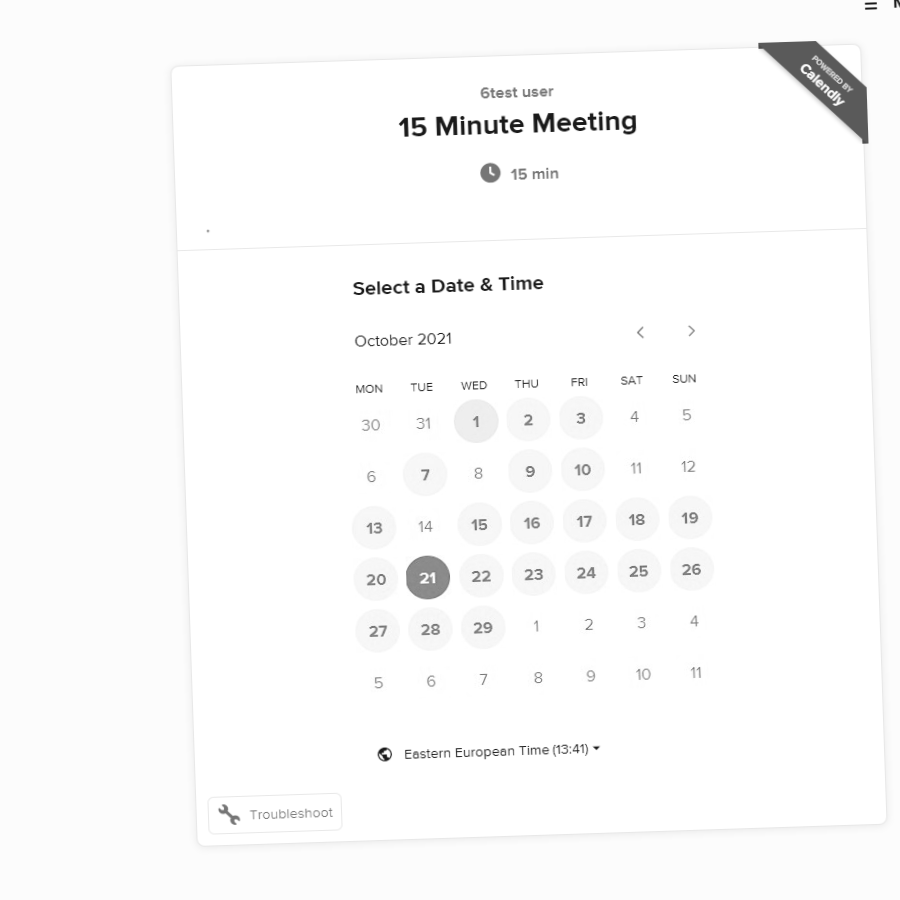 POWERED BY
Calendly
6test user
15 Minute Meeting
15 min
Select a Date & Time
October 2021
MON TUE WED THU FRI SAT SUN
30 31 1 2 3 4 5
6 7 8 9 10 11 12
13 14 15 16 17 18 19
20 21 22 23 24 25 26
27 28 29 1 2 3 4
5 6 7 8 9 10 11
Eastern European Time (13:41)
Troubleshoot